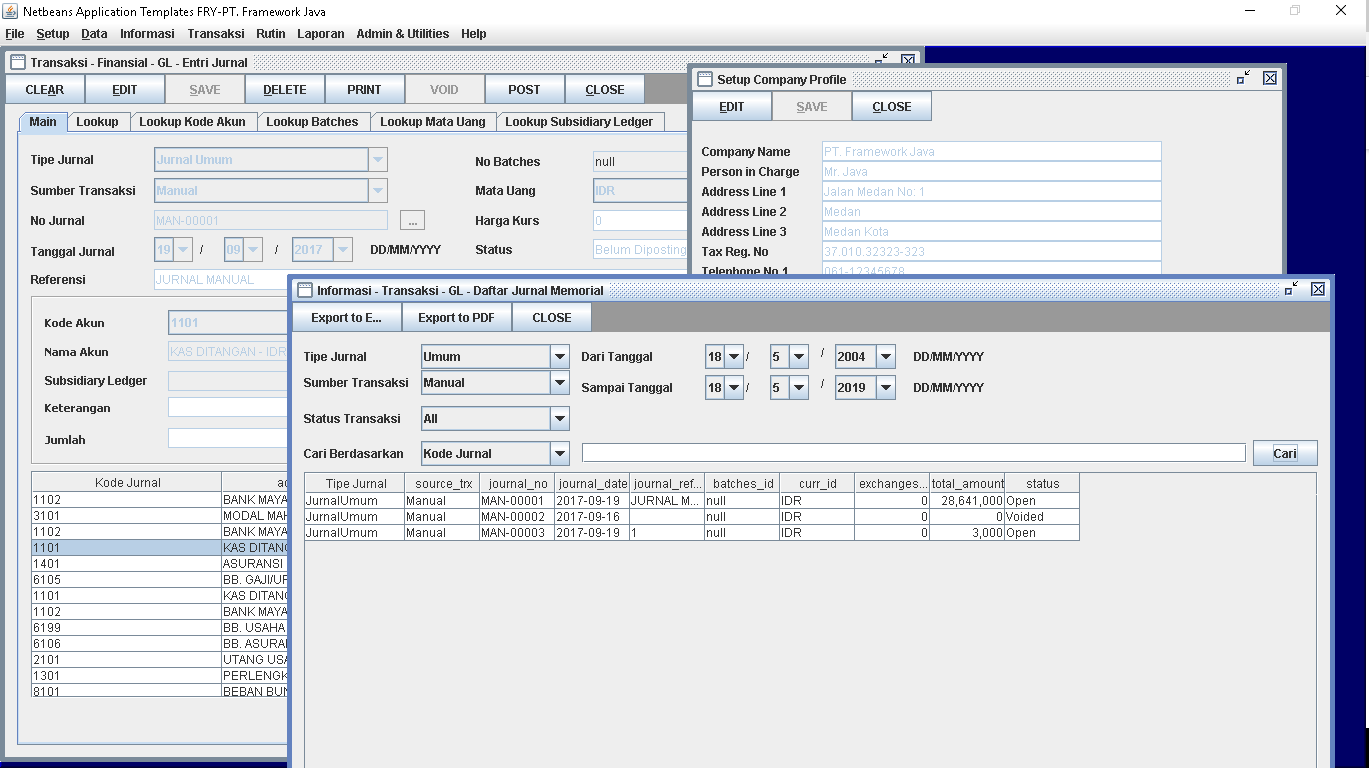 Netbeans Application Templates FRY-PT. Framework Java
File Setup Data Informasi Transaksi Rutin Laporan Admin & Utilities Help
Transaksi - Finansial - GL - Entri Jurnal
CLEAR EDIT SAVE DELETE PRINT VOID POST CLOSE
Main Lookup Lookup Kode Akun Lookup Batches Lookup Mata Uang Lookup Subsidiary Ledger
Tipe Jurnal Jurnal Umum No Batches null
Sumber Transaksi Manual Mata Uang IDR
No Jurnal MAN-00001 ... Harga Kurs 0
Tanggal Jurnal 19 / 09 / 2017 DD/MM/YYYY Status Belum Diposting
Referensi JURNAL MANUAL
Kode Akun 1101
Nama Akun KAS DITANGAN - IDR
Subsidiary Ledger
Keterangan
Jumlah
Kode Jurnal
1102 BANK MAYA
3101 MODAL MAH
1102 BANK MAYA
1101 KAS DITANG
1401 ASURANSI
6105 BB. GAJI/UP
1101 KAS DITANG
1102 BANK MAYA
6199 BB. USAHA
6106 BB. ASURAN
2101 UTANG USA
1301 PERLENGK
8101 BEBAN BUN
Setup Company Profile
EDIT SAVE CLOSE
Company Name PT. Framework Java
Person in Charge Mr. Java
Address Line 1 Jalan Medan No: 1
Address Line 2 Medan
Address Line 3 Medan Kota
Tax Reg. No 37.010.32323-323
Telephone No 1 061-12345678
Informasi - Transaksi - GL - Daftar Jurnal Memorial
Export to E... Export to PDF CLOSE
Tipe Jurnal Umum Dari Tanggal 18 / 5 / 2004 DD/MM/YYYY
Sumber Transaksi Manual Sampai Tanggal 18 / 5 / 2019 DD/MM/YYYY
Status Transaksi All
Cari Berdasarkan Kode Jurnal Cari
Tipe Jurnal source_trx journal_no journal_date journal_ref... batches_id curr_id exchanges... total_amount status
JurnalUmum Manual MAN-00001 2017-09-19 JURNAL M... null IDR 0 28,641,000 Open
JurnalUmum Manual MAN-00002 2017-09-16 null IDR 0 0 Voided
JurnalUmum Manual MAN-00003 2017-09-19 1 null IDR 0 3,000 Open